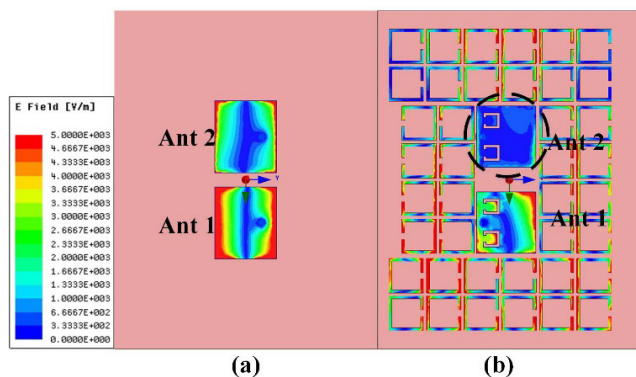 E Field [V/m]
5.0000E+003
4.6667E+003
4.3333E+003
4.0000E+003
3.6667E+003
3.3333E+003
3.0000E+003
2.6667E+003
2.3333E+003
2.0000E+003
1.6667E+003
1.3333E+003
1.0000E+003
6.6667E+002
3.3333E+002
0.0000E+000
Ant 2
Y
Ant 1
(a)
Ant 2
Ant 1
(b)